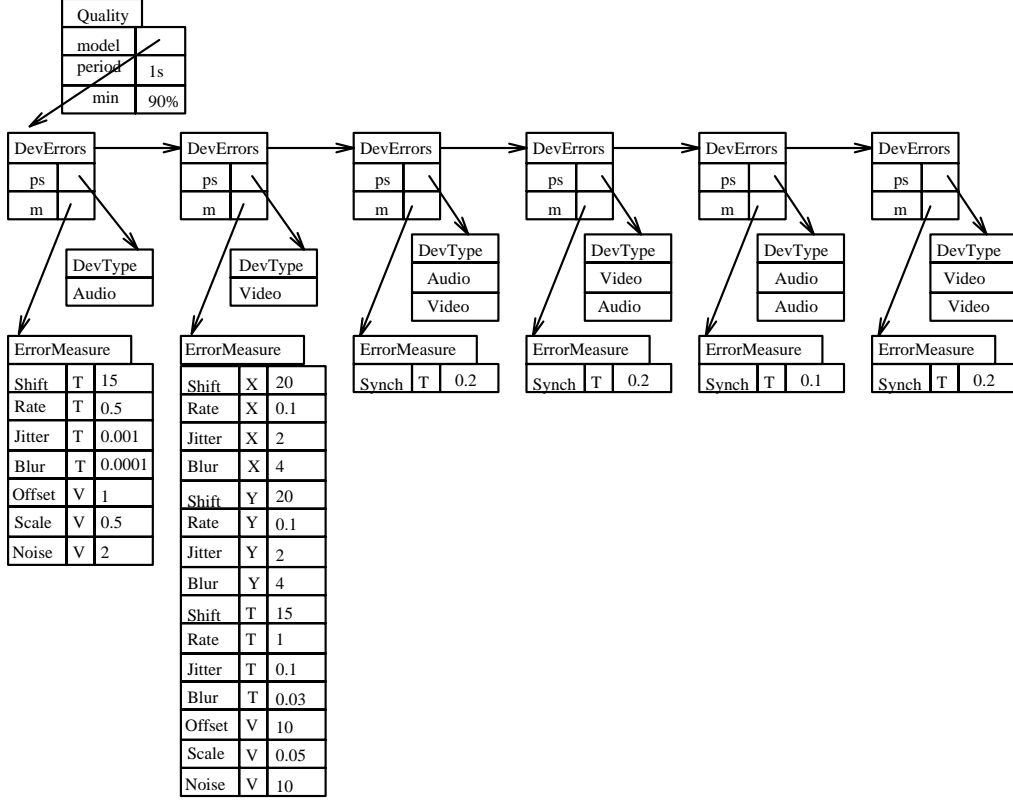 Quality
model
period 1s
min 90%
DevErrors DevErrors DevErrors DevErrors DevErrors DevErrors
ps ps ps ps ps ps
m m m m m m
DevType DevType DevType DevType DevType DevType
Audio Video Audio Video Audio Video
Video Audio Audio Video
ErrorMeasure ErrorMeasure ErrorMeasure ErrorMeasure ErrorMeasure ErrorMeasure
Shift T 15 Shift X 20 Synch T 0.2 Synch T 0.2 Synch T 0.1 Synch T 0.2
Rate T 0.5 Rate X 0.1
Jitter T 0.001 Jitter X 2
Blur T 0.0001 Blur X 4
Offset V 1 Shift Y 20
Scale V 0.5 Rate Y 0.1
Noise V 2 Jitter Y 2
Blur Y 4
Shift T 15
Rate T 1
Jitter T 0.1
Blur T 0.03
Offset V 10
Scale V 0.05
Noise V 10